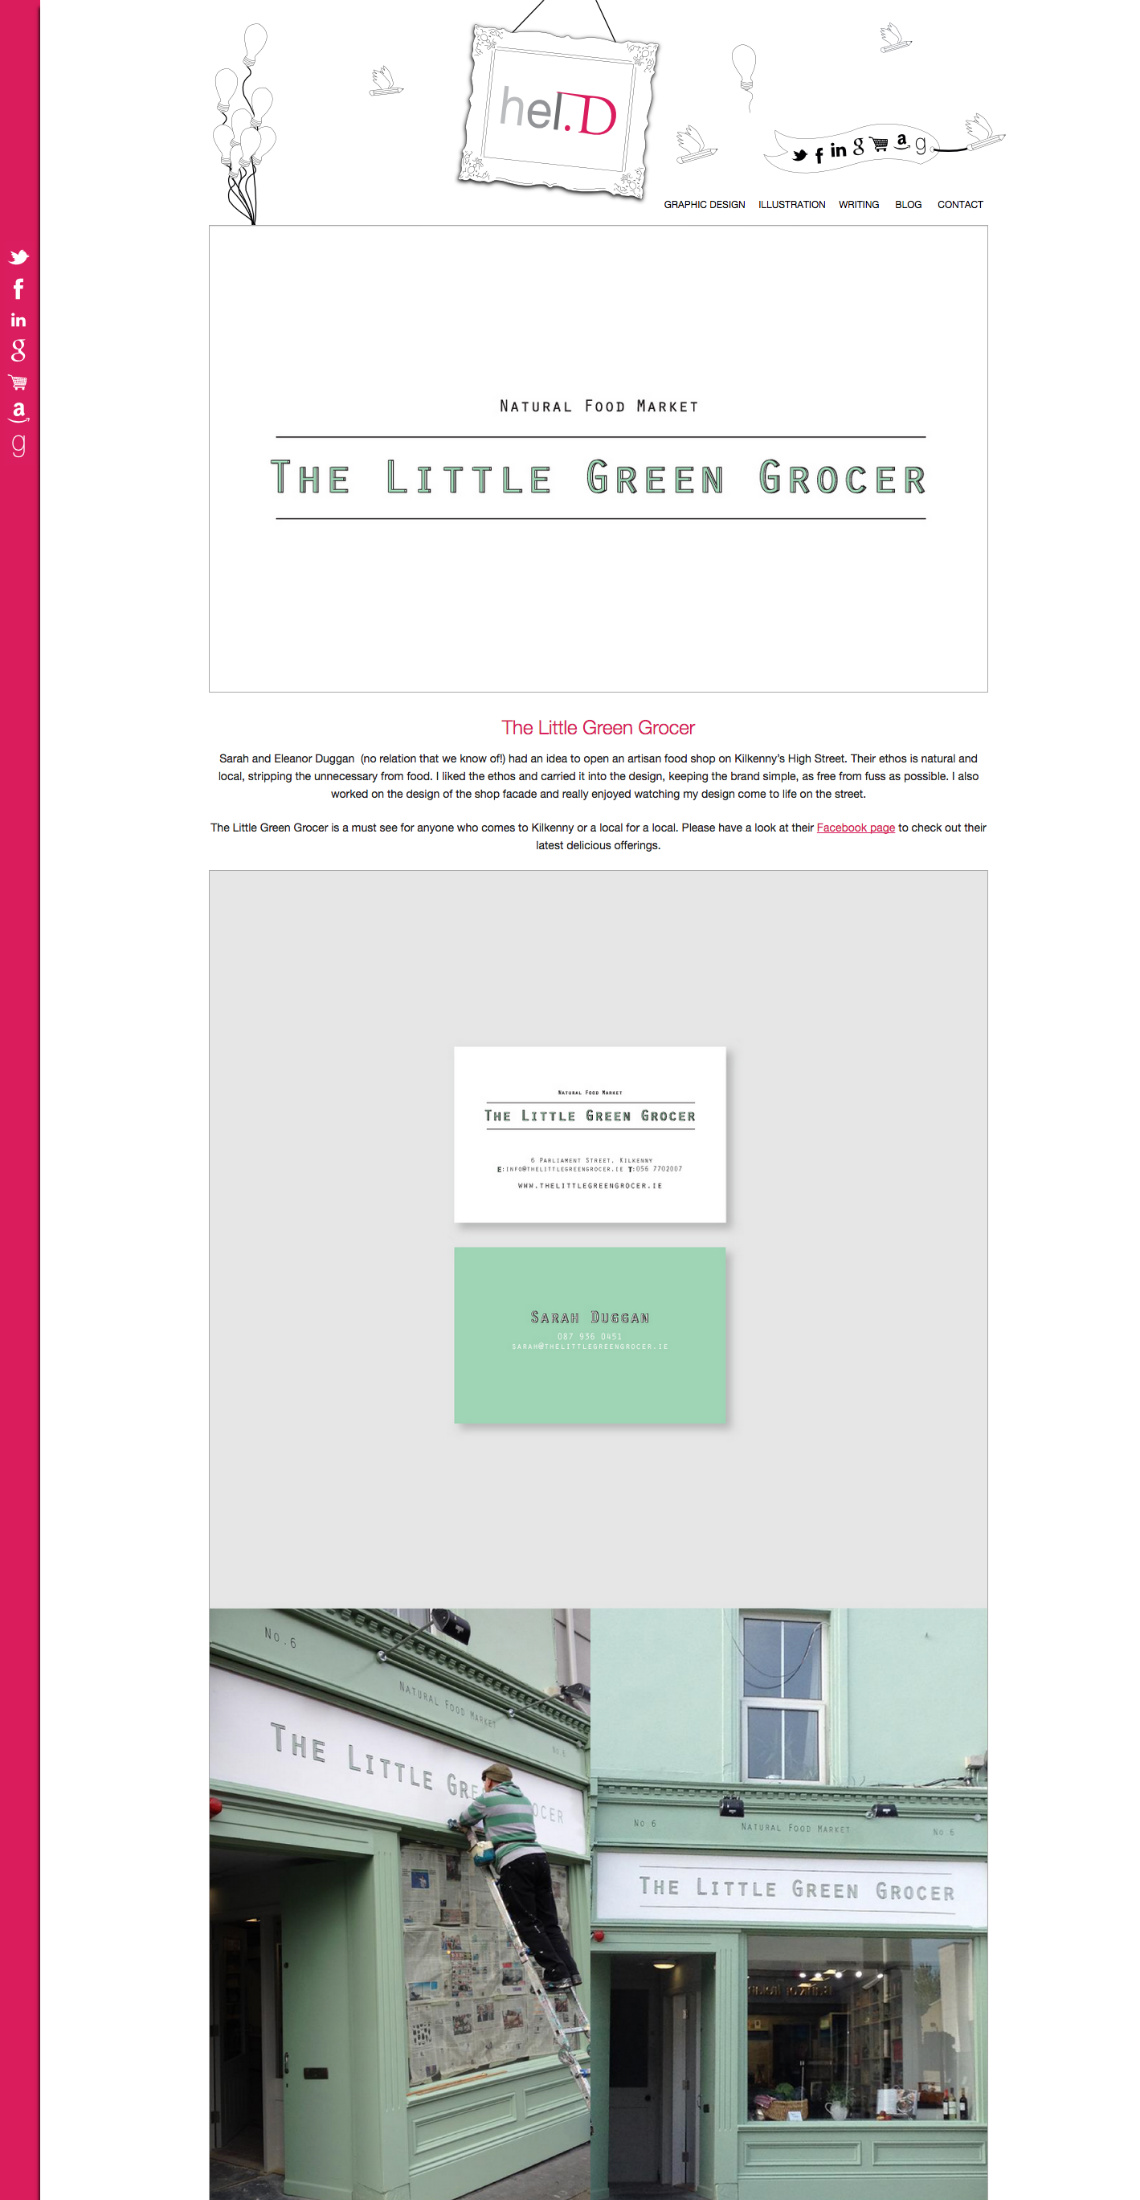 hel.D
GRAPHIC DESIGN ILLUSTRATION WRITING BLOG CONTACT
NATURAL FOOD MARKET
THE LITTLE GREEN GROCER
The Little Green Grocer
Sarah and Eleanor Duggan (no relation that we know of!) had an idea to open an artisan food shop on Kilkenny's High Street. Their ethos is natural and
local, stripping the unnecessary from food. I liked the ethos and carried it into the design, keeping the brand simple, as free from fuss as possible. I also
worked on the design of the shop facade and really enjoyed watching my design come to life on the street.
The Little Green Grocer is a must see for anyone who comes to Kilkenny or a local for a local. Please have a look at their Facebook page to check out their
latest delicious offerings.
NATURAL FOOD MARKET
THE LITTLE GREEN GROCER
6 PARLIAMENT STREET, KILKENNY
E:INFO@THELITTLEGREENGROCER.IE T:056 7702007
WWW.THELITTLEGREENGROCER.IE
SARAH DUGGAN
087 936 0451
SARAH@THELITTLEGREENGROCER.IE
No.6
NATURAL FOOD MARKET
No.6
THE LITTLE GRE OCER
No.6 NATURAL FOOD MARKET No 6
THE LITTLE GREEN GROCER